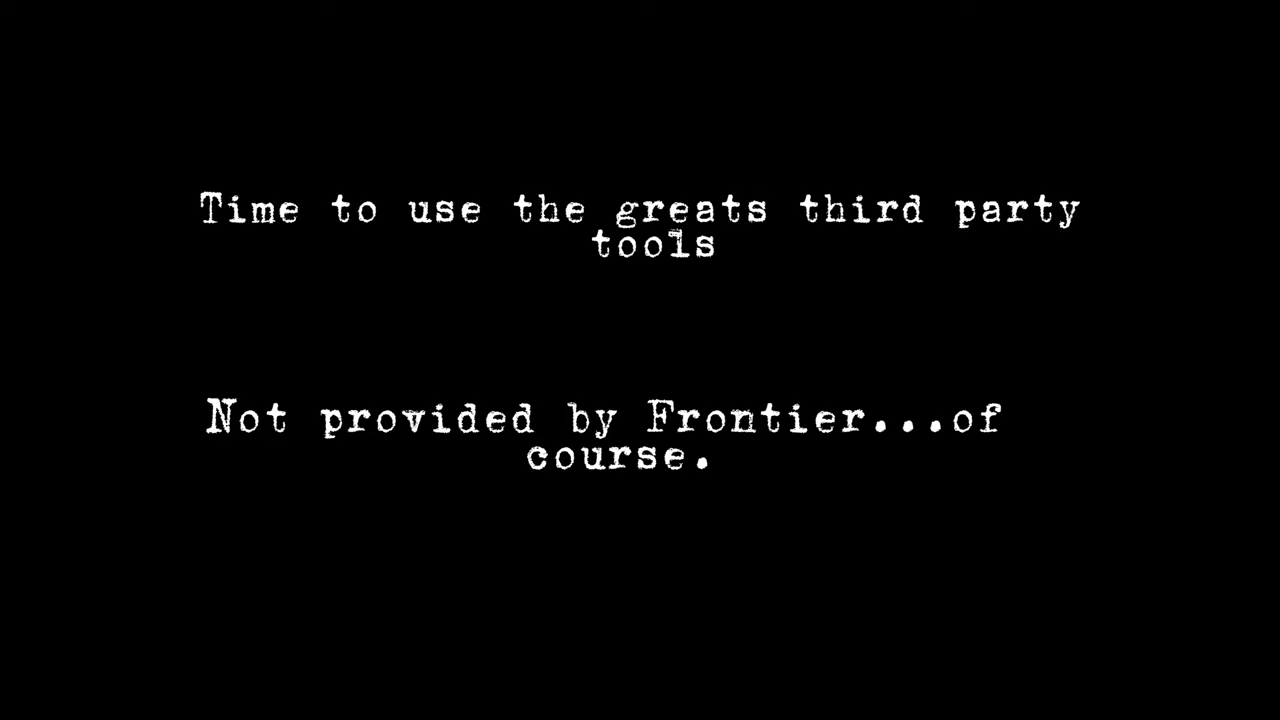 Time to use the greats third party
tools
Not provided by Frontier...of
course.